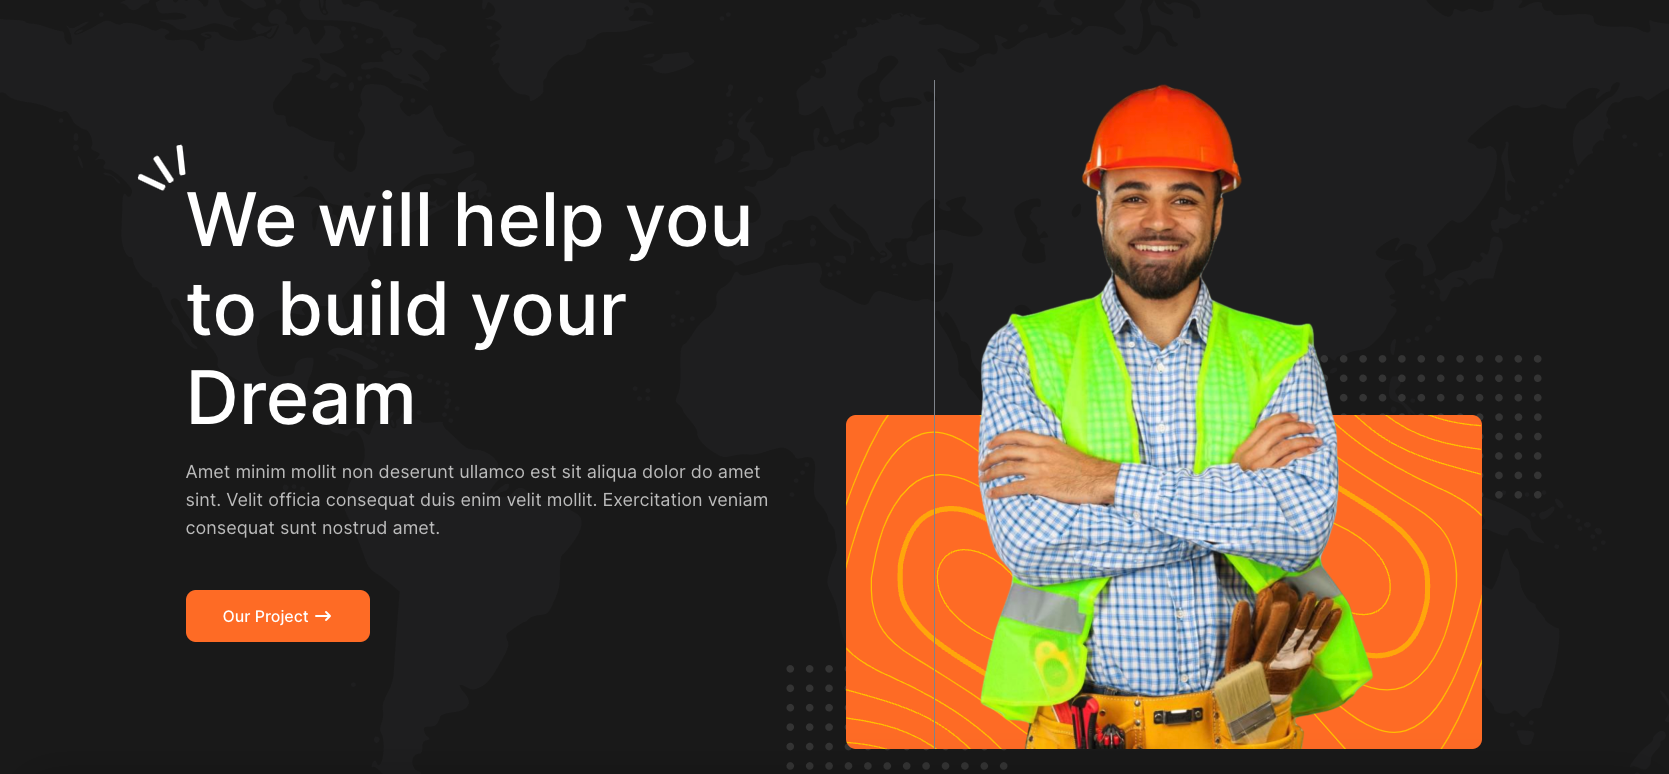 We will help you
to build your
Dream
Amet minim mollit non deserunt ullamco est sit aliqua dolor do amet
sint. Velit officia consequat duis enim velit mollit. Exercitation veniam
consequat sunt nostrud amet.
Our Project →